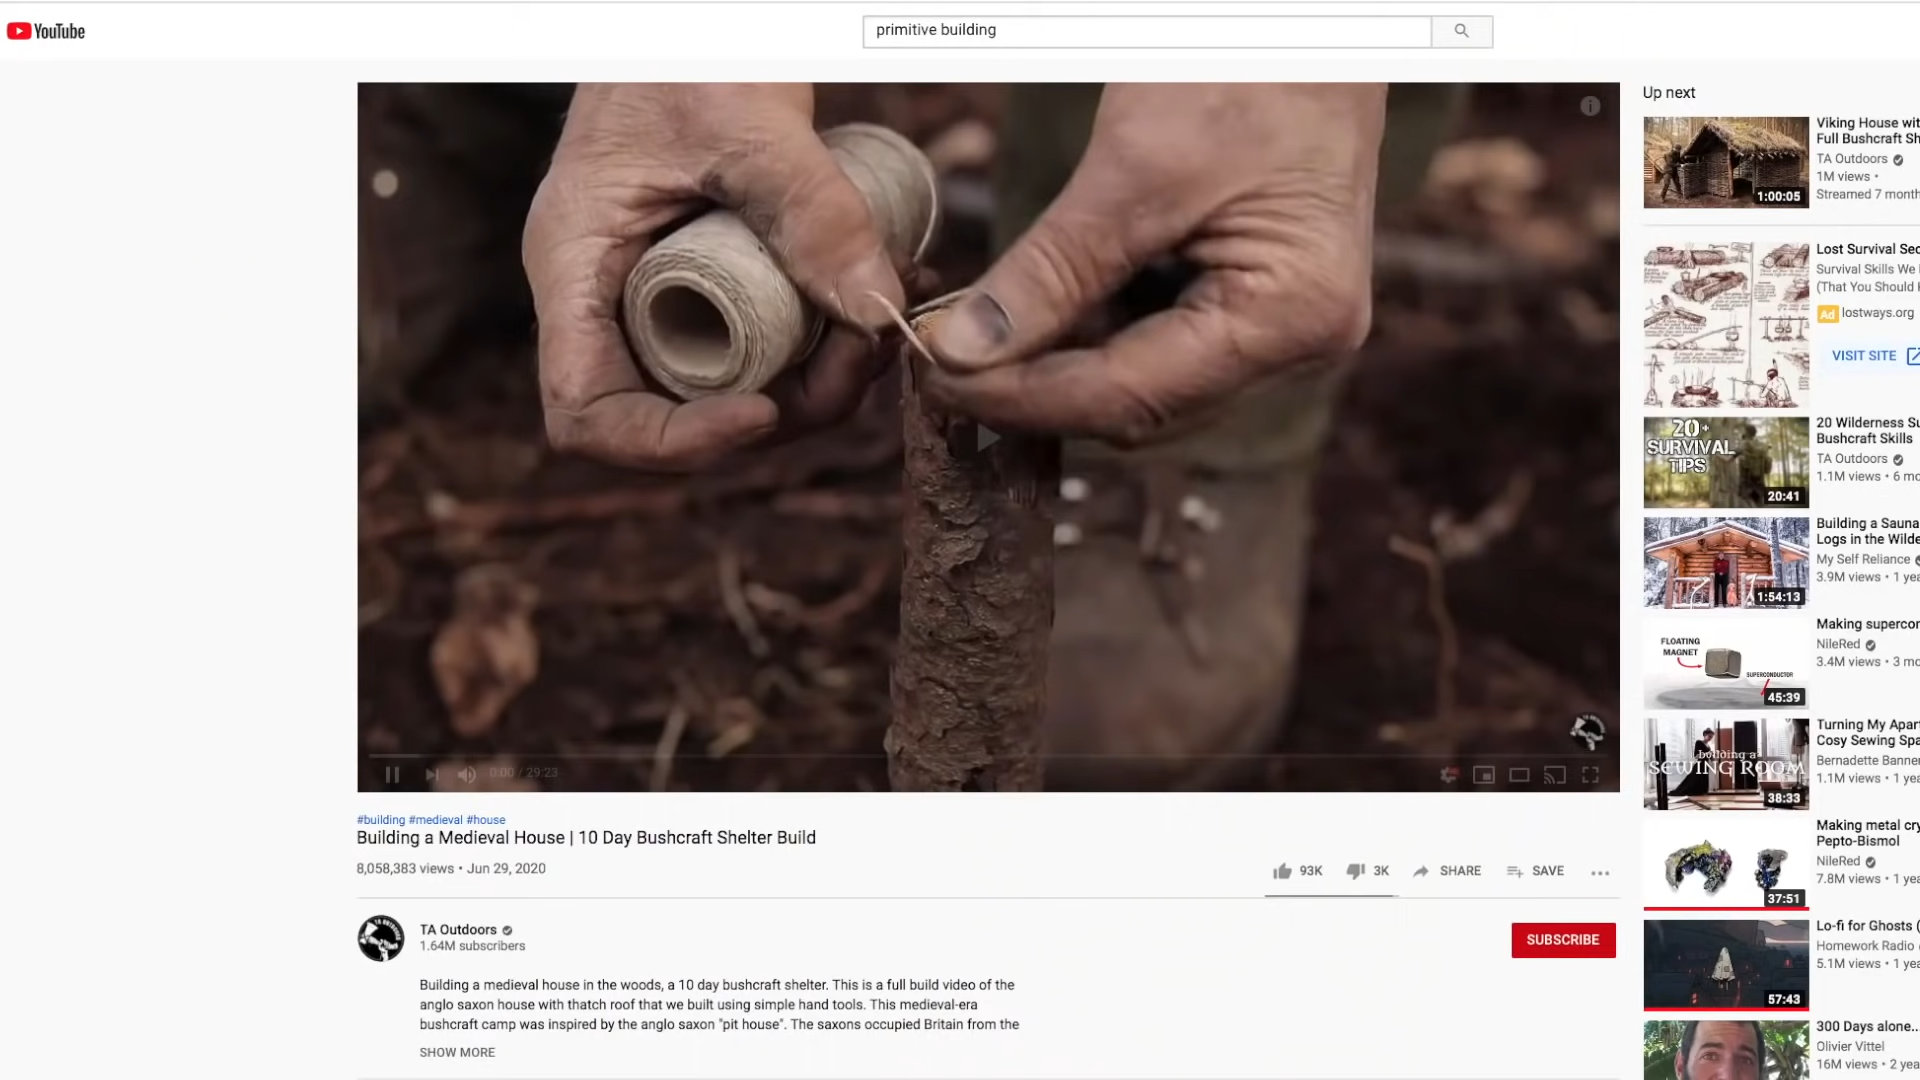 YouTube
primitive building
0:00 / 29:23
#building #medieval #house
Building a Medieval House | 10 Day Bushcraft Shelter Build
8,058,383 views • Jun 29, 2020
93K
3K
SHARE
SAVE
TA Outdoors
1.64M subscribers
SUBSCRIBE
Building a medieval house in the woods, a 10 day bushcraft shelter. This is a full build video of the
anglo saxon house with thatch roof that we built using simple hand tools. This medieval-era
bushcraft camp was inspired by the anglo saxon "pit house". The saxons occupied Britain from the
SHOW MORE
Up next
1:00:05
Viking House wit
Full Bushcraft Sh
TA Outdoors
1M views •
Streamed 7 month
Lost Survival Sec
Survival Skills We
(That You Should
Ad lostways.org
VISIT SITE
20+
SURVIVAL
TIPS
20:41
20 Wilderness Su
Bushcraft Skills
TA Outdoors
1.1M views • 6 mo
1:54:13
Building a Sauna
Logs in the Wilde
My Self Reliance
3.9M views • 1 yea
FLOATING
MAGNET
SUPERCONDUCTOR
45:39
Making supercor
NileRed
3.4M views • 3 mo
building a
SEWING ROOM
38:33
Turning My Apar
Cosy Sewing Spa
Bernadette Banner
1.1M views • 1 yea
37:51
Making metal cry
Pepto-Bismol
NileRed
7.8M views • 1 yea
57:43
Lo-fi for Ghosts (
Homework Radio
5.1M views • 1 yea
300 Days alone...
Olivier Vittel
16M views • 2 yea